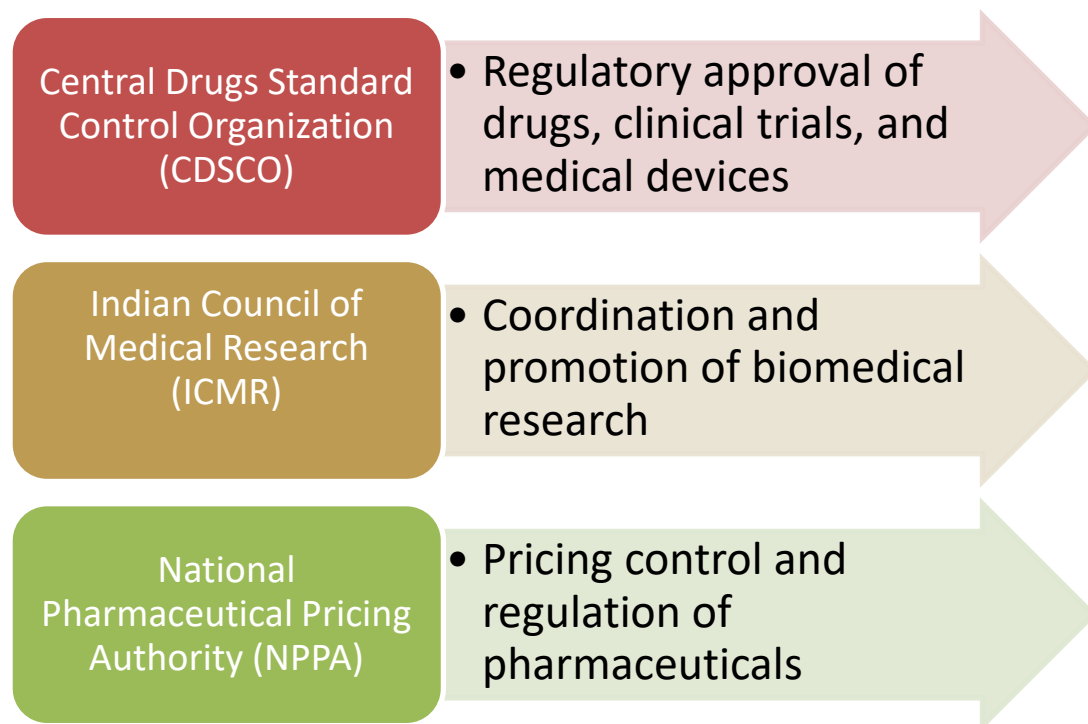 Central Drugs Standard
Control Organization
(CDSCO)
• Regulatory approval of
drugs, clinical trials, and
medical devices
Indian Council of
Medical Research
(ICMR)
• Coordination and
promotion of biomedical
research
National
Pharmaceutical Pricing
Authority (NPPA)
• Pricing control and
regulation of
pharmaceuticals